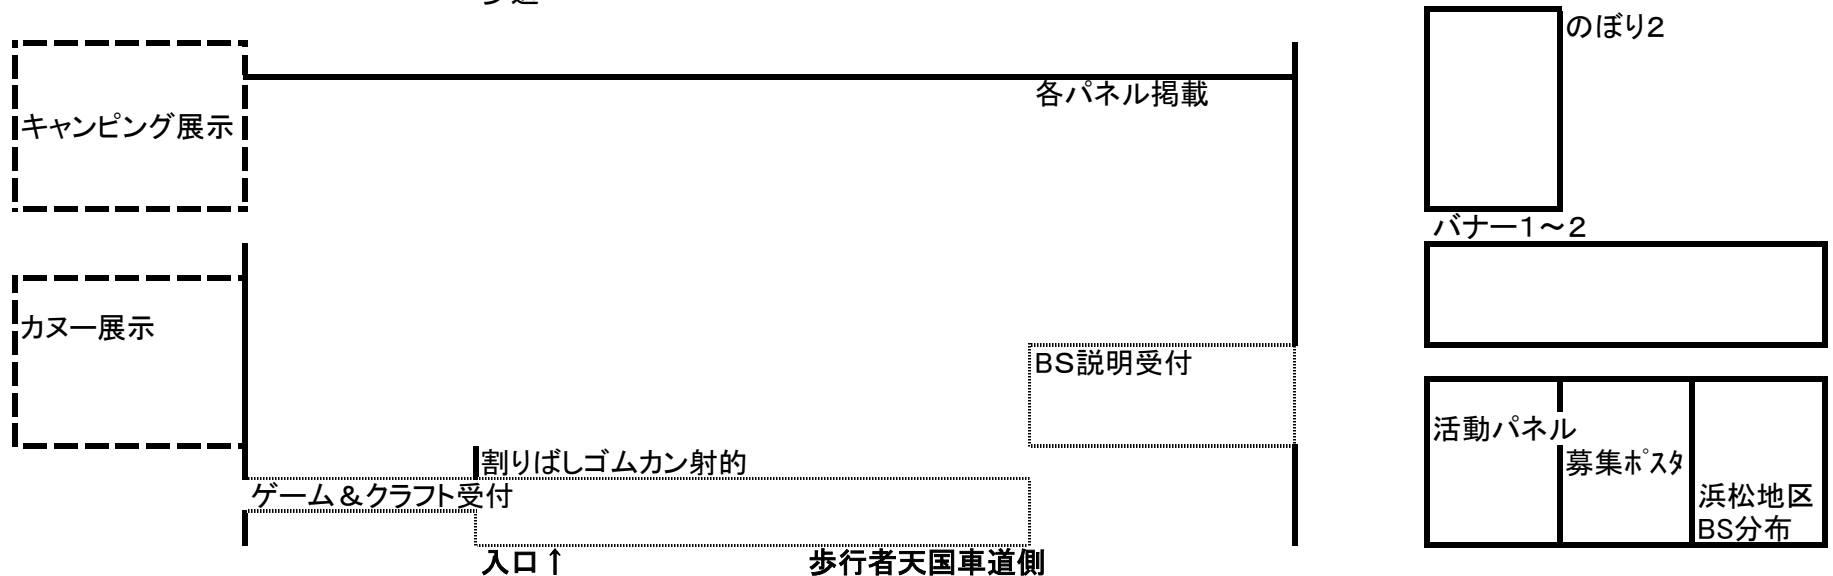 のぼり2
各パネル掲載
キャンピング展示
バナー1～2
カヌー展示
BS説明受付
活動パネル
割りばしゴムカン射的
募集ﾎﾟｽﾀ
ゲーム＆クラフト受付
浜松地区
BS分布
入口↑
歩行者天国車道側